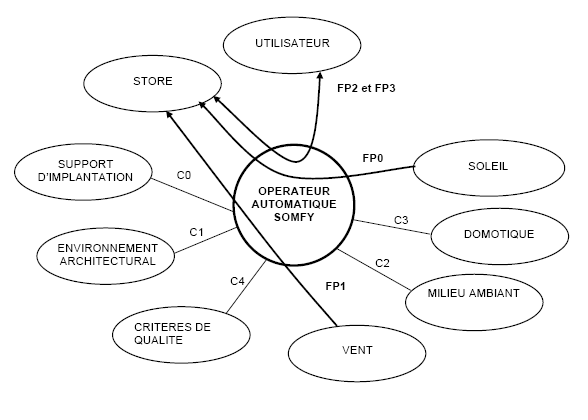 UTILISATEUR
STORE
FP2 et FP3
FP0
SUPPORT
D'IMPLANTATION
C0
OPERATEUR
AUTOMATIQUE
SOMFY
SOLEIL
C3
DOMOTIQUE
C1
ENVIRONNEMENT
ARCHITECTURAL
C2
C4
FP1
MILIEU AMBIANT
CRITERES DE
QUALITE
VENT